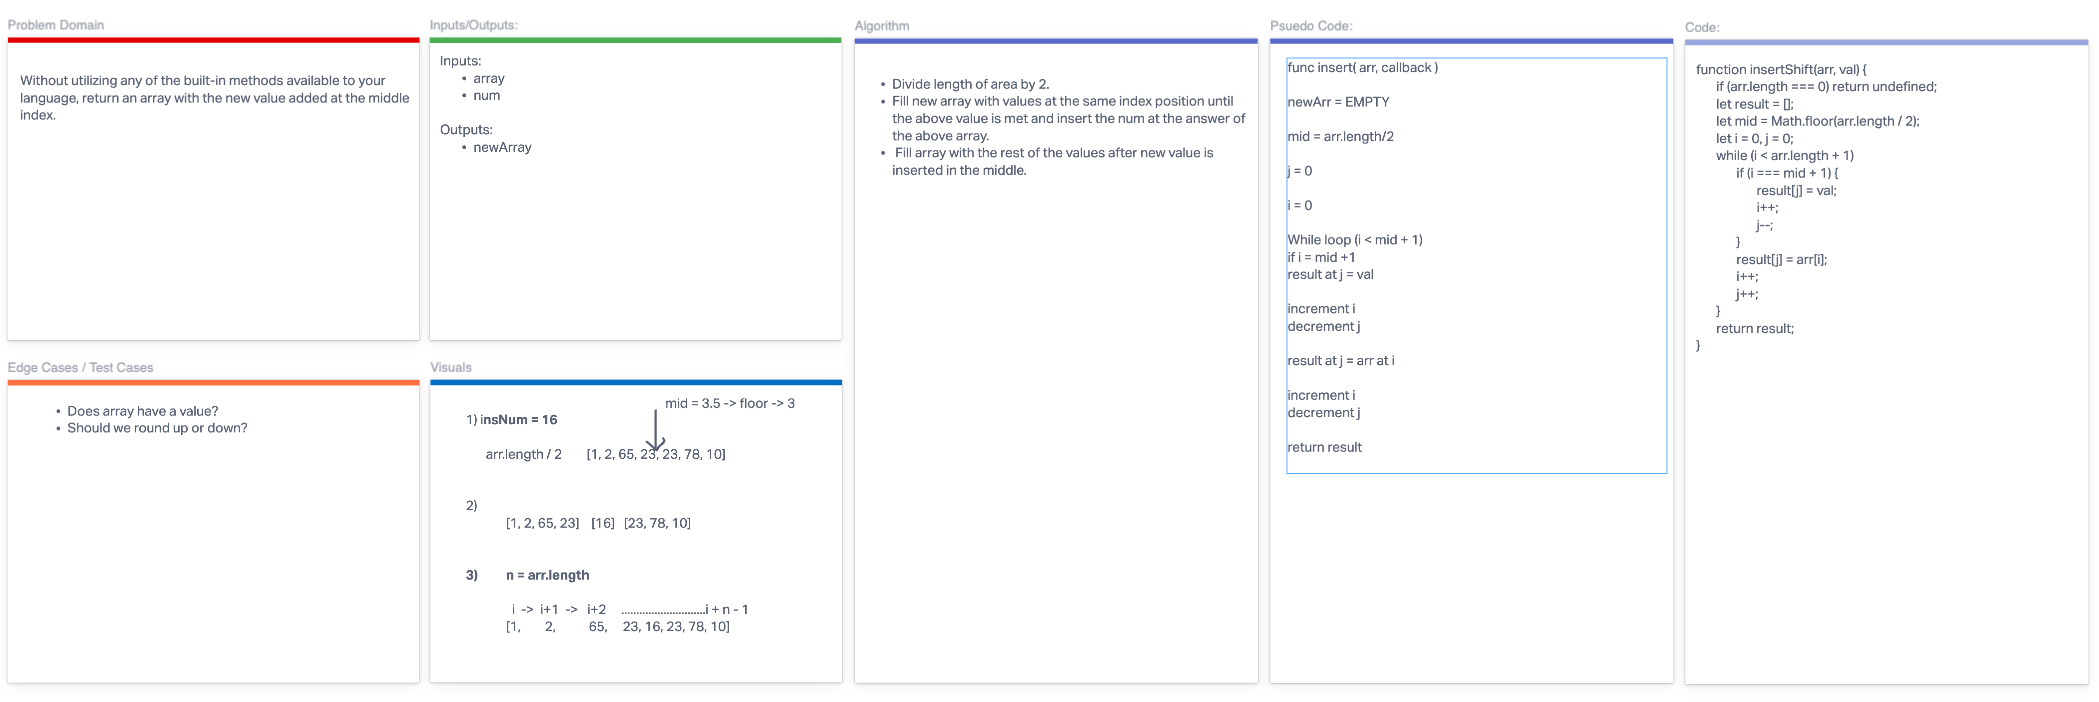 Problem Domain
Without utilizing any of the built-in methods available to your
language, return an array with the new value added at the middle
index.
Inputs/Outputs:
Inputs:
• array
• num
Outputs:
• newArray
Edge Cases / Test Cases
• Does array have a value?
• Should we round up or down?
Visuals
mid = 3.5 -> floor -> 3
1) insNum = 16
arr.length / 2 [1, 2, 65, 23, 23, 78, 10]
2)
[1, 2, 65, 23] [16] [23, 78, 10]
3) n = arr.length
i -> i+1 -> i+2 ............................i + n - 1
[1, 2, 65, 23, 16, 23, 78, 10]
Algorithm
• Divide length of area by 2.
• Fill new array with values at the same index position until
the above value is met and insert the num at the answer of
the above array.
• Fill array with the rest of the values after new value is
inserted in the middle.
Psuedo Code:
func insert( arr, callback )
newArr = EMPTY
mid = arr.length/2
j = 0
i = 0
While loop (i < mid + 1)
if i = mid +1
result at j = val
increment i
decrement j
result at j = arr at i
increment i
decrement j
return result
Code:
function insertShift(arr, val) {
if (arr.length === 0) return undefined;
let result = [];
let mid = Math.floor(arr.length / 2);
let i = 0, j = 0;
while (i < arr.length + 1)
if (i === mid + 1) {
result[j] = val;
i++;
j--;
}
result[j] = arr[i];
i++;
j++;
}
return result;
}